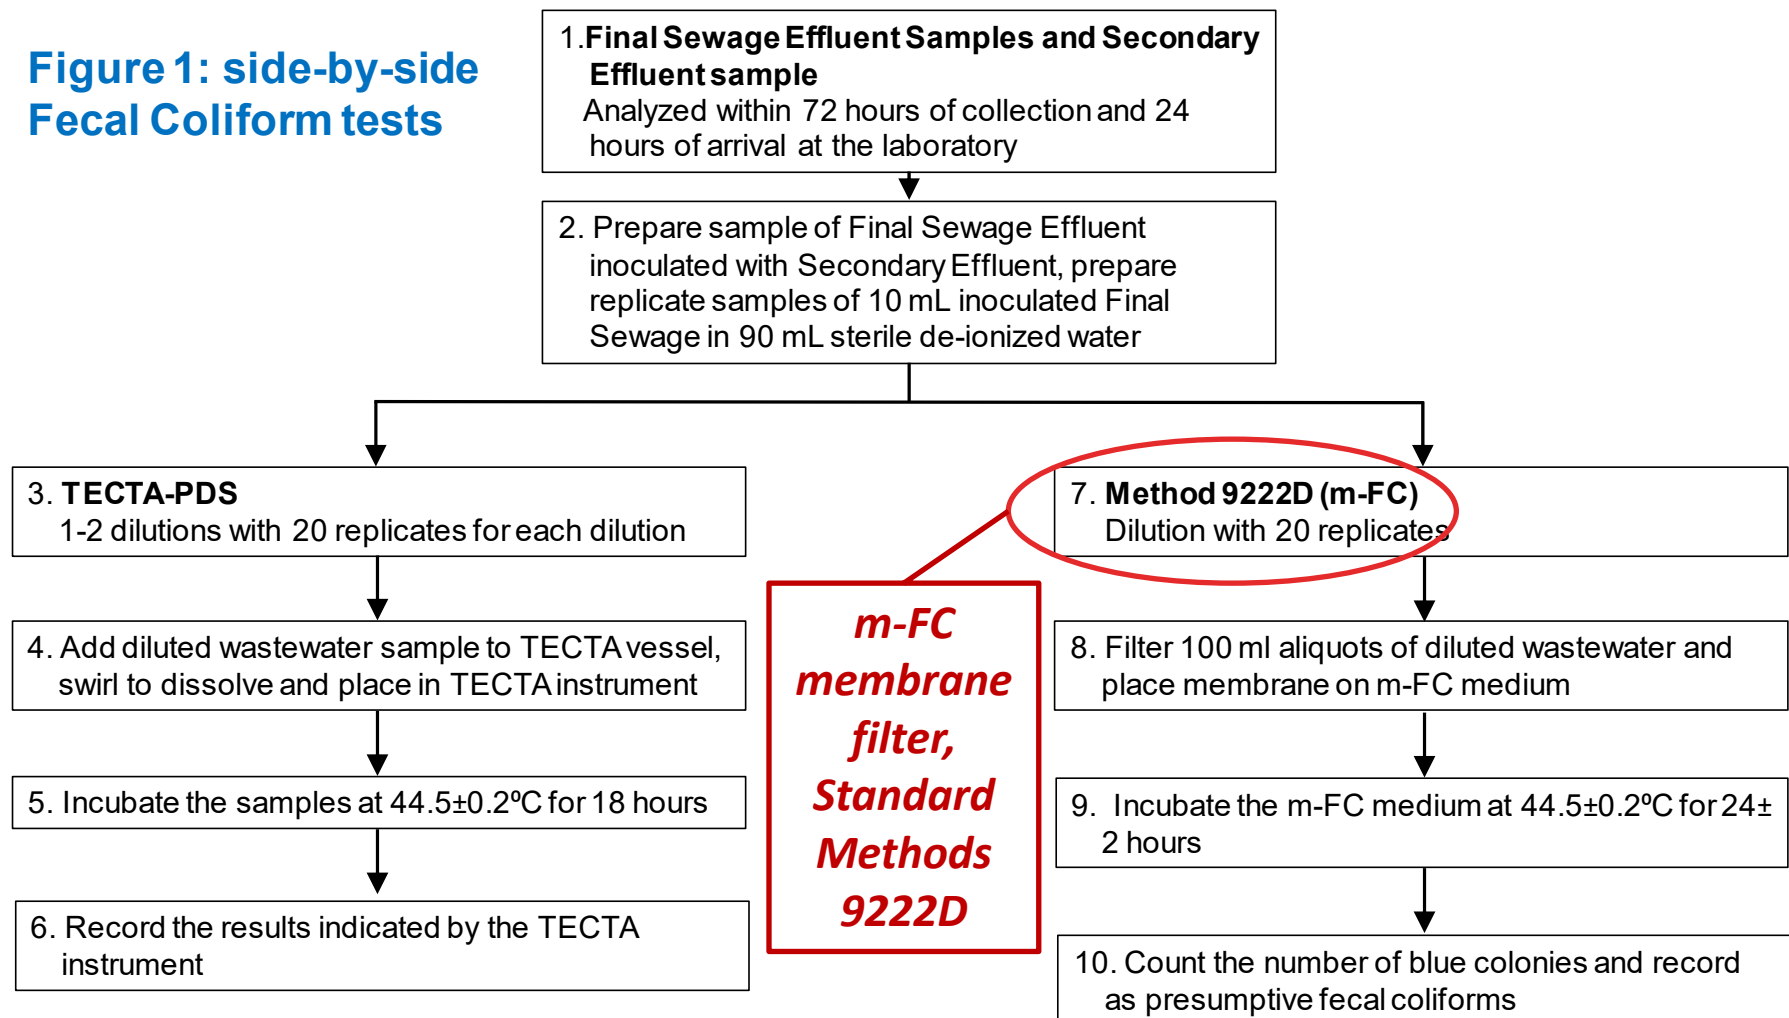 Figure 1: side-by-side
Fecal Coliform tests
1.Final Sewage Effluent Samples and Secondary
Effluent sample
Analyzed within 72 hours of collection and 24
hours of arrival at the laboratory
2. Prepare sample of Final Sewage Effluent
inoculated with Secondary Effluent, prepare
replicate samples of 10 mL inoculated Final
Sewage in 90 mL sterile de-ionized water
3. TECTA-PDS
1-2 dilutions with 20 replicates for each dilution
4. Add diluted wastewater sample to TECTA vessel,
swirl to dissolve and place in TECTA instrument
5. Incubate the samples at 44.5±0.2ºC for 18 hours
6. Record the results indicated by the TECTA
instrument
m-FC
membrane
filter,
Standard
Methods
9222D
7. Method 9222D (m-FC)
Dilution with 20 replicates
8. Filter 100 ml aliquots of diluted wastewater and
place membrane on m-FC medium
9. Incubate the m-FC medium at 44.5±0.2ºC for 24±
2 hours
10. Count the number of blue colonies and record
as presumptive fecal coliforms